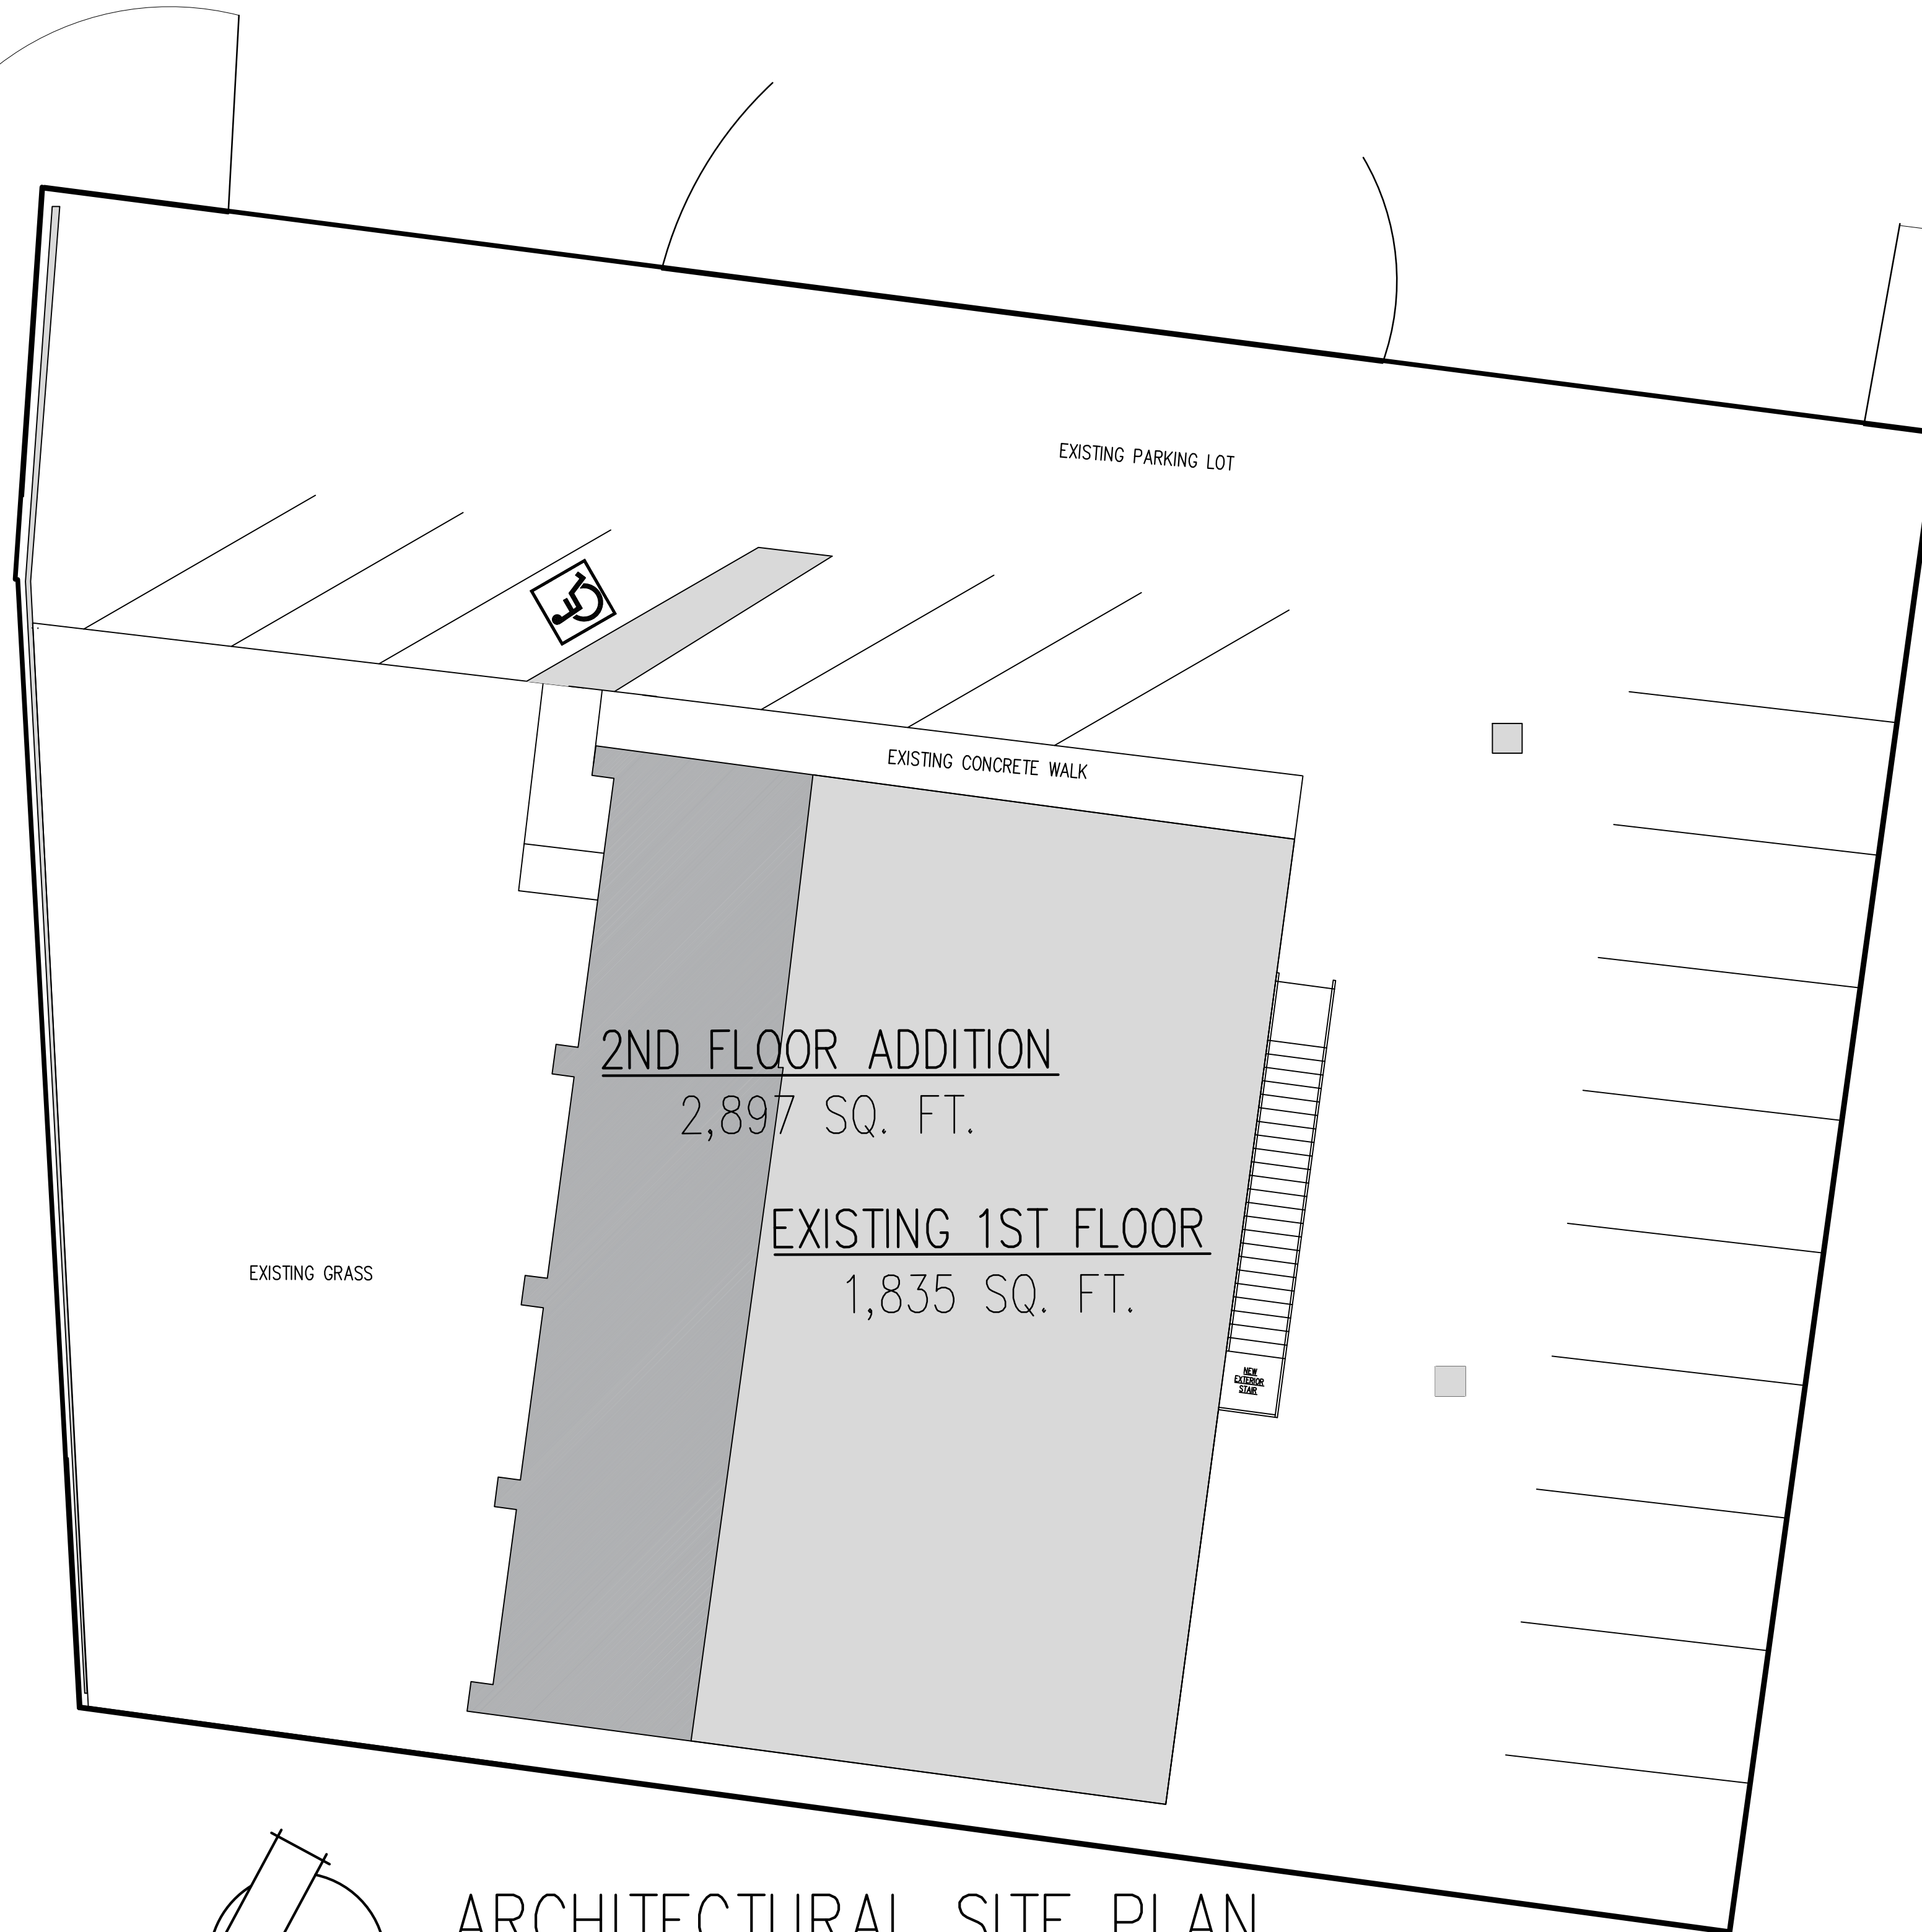 EXISTING PARKING LOT
EXISTING CONCRETE WALK
2ND FLOOR ADDITION
2,897 SQ. FT.
EXISTING 1ST FLOOR
1,835 SQ. FT.
EXISTING GRASS
NEW
EXTERIOR
STAIR
ARCHITECTURAL SITE PLAN